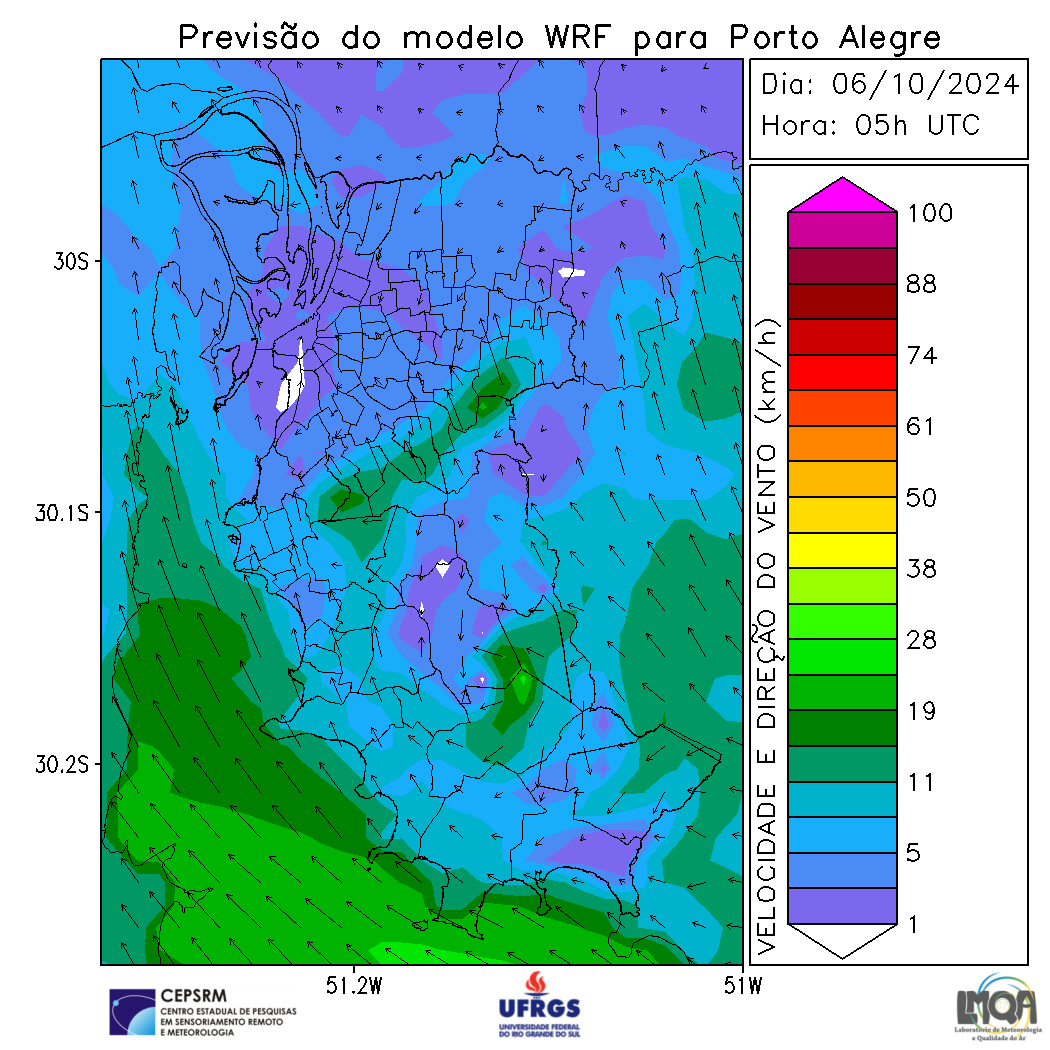 Previsão do modelo WRF para Porto Alegre
Dia: 06/10/2024
Hora: 05h UTC
100
88
74
61
50
38
28
19
11
5
1
VELOCIDADE E DIREÇÃO DO VENTO (km/h)
30S
30.1S
30.2S
51.2W
51W
CEPSRM
CENTRO ESTADUAL DE PESQUISAS
EM SENSORIAMENTO REMOTO
E METEOROLOGIA
UFRGS
UNIVERSIDADE FEDERAL
DO RIO GRANDE DO SUL
LMQA
Laboratório de Meteorologia
e Qualidade do Ar